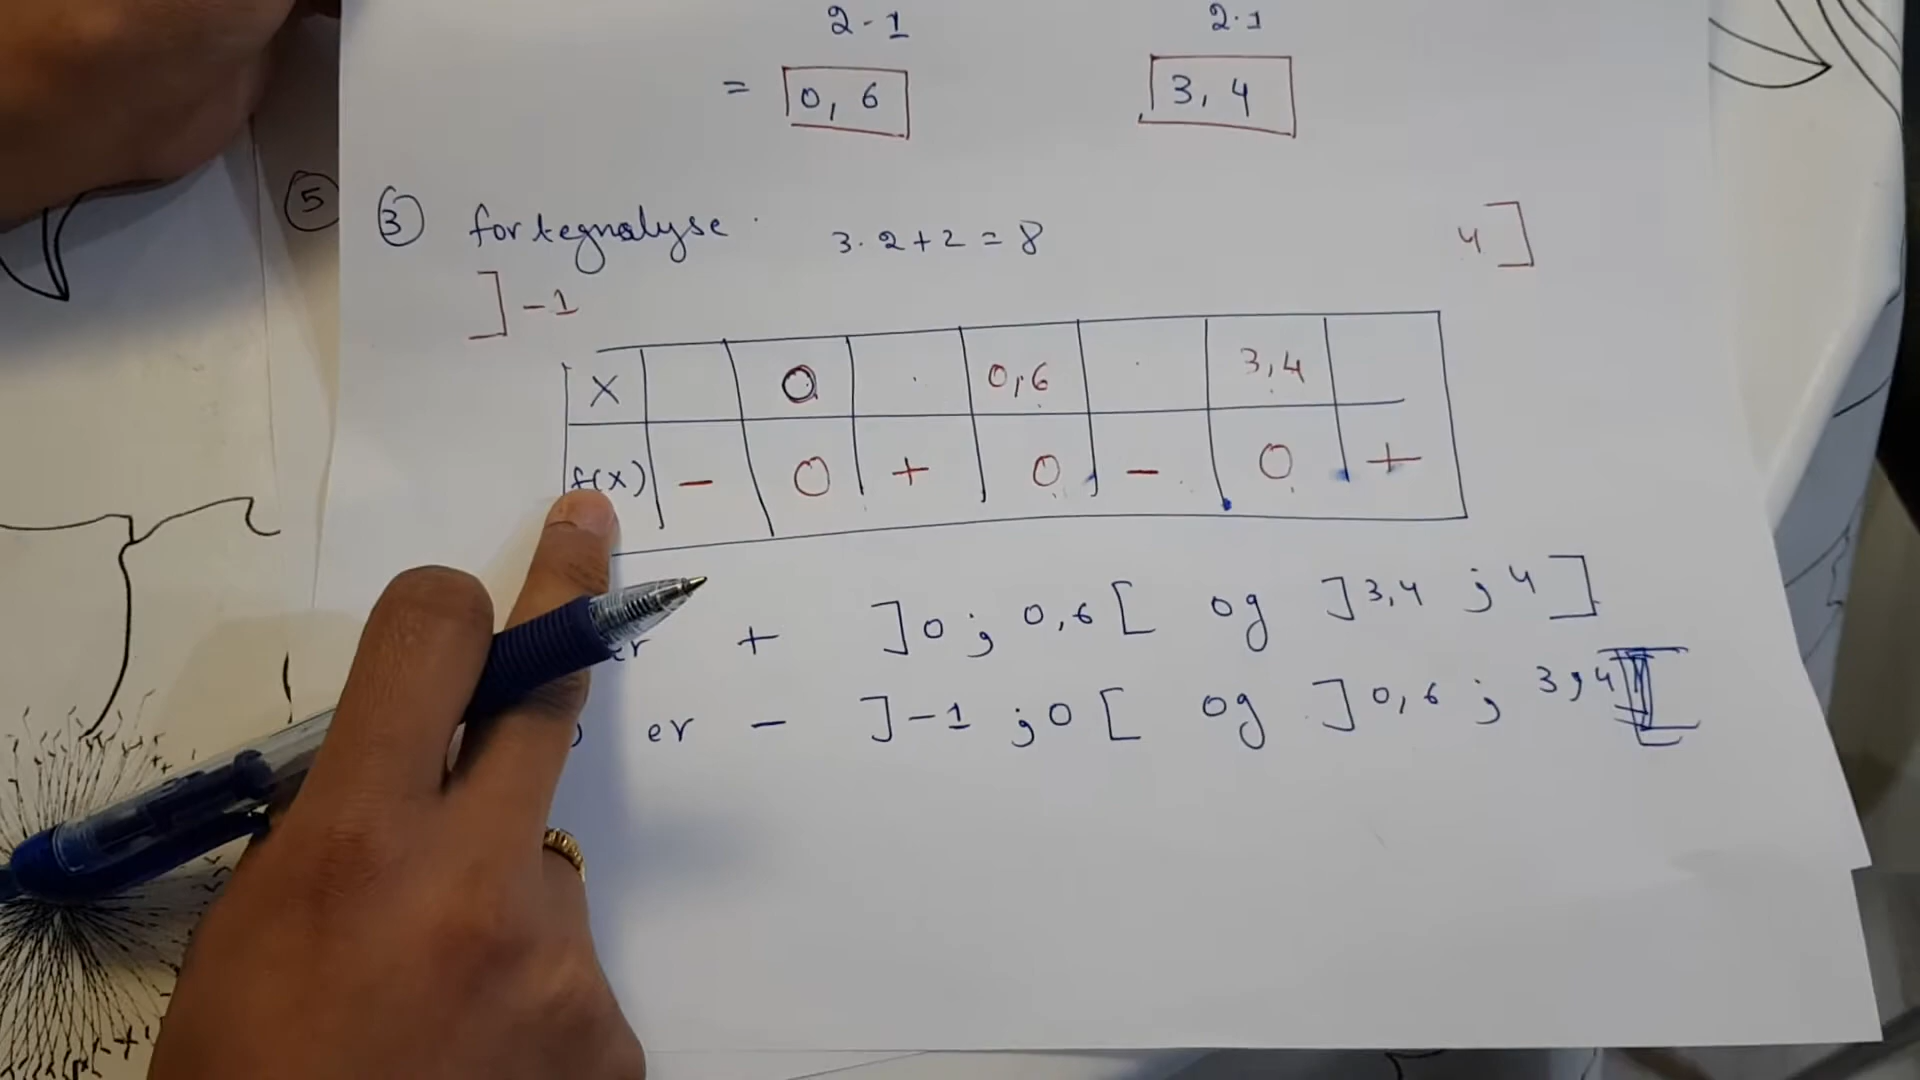 2 - 1 2 · 1
= 0, 6 3, 4
5
3 fortegnalyse · 3 · 2 + 2 = 8 4]
] -1
X 0 0,6 3,4
f(x) - 0 + 0 - 0 +
er + ]0 ; 0,6[ og ]3,4 ; 4]
er - ]-1 ; 0[ og ]0,6 ; 3,4[